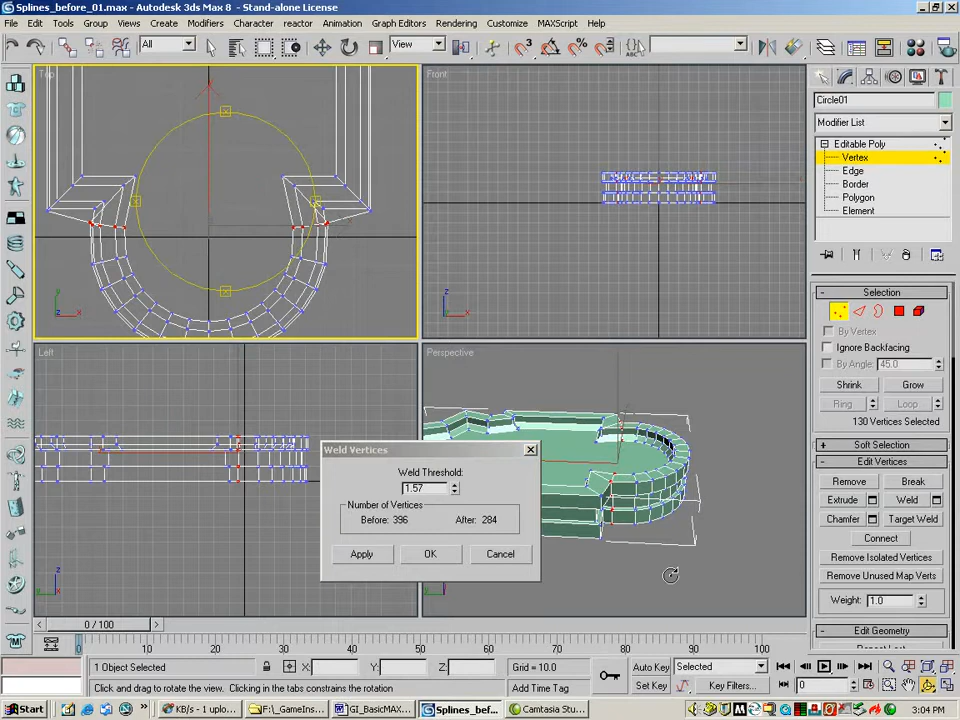 Splines_before_01.max - Autodesk 3ds Max 8 - Stand-alone License
File Edit Tools Group Views Create Modifiers Character reactor Animation Graph Editors Rendering Customize MAXScript Help
All
View
Top
Front
Left
Perspective
Circle01
Modifier List
Editable Poly
Vertex
Edge
Border
Polygon
Element
Selection
By Vertex
Ignore Backfacing
By Angle: 45.0
Shrink Grow
Ring Loop
130 Vertices Selected
Soft Selection
Edit Vertices
Remove Break
Extrude Weld
Chamfer Target Weld
Connect
Remove Isolated Vertices
Remove Unused Map Verts
Weight: 1.0
Edit Geometry
Repeat Last
Weld Vertices
Weld Threshold:
1.57
Number of Vertices
Before: 396 After: 284
Apply OK Cancel
0 / 100
10 20 30 40 50 60 70 80 90 100
1 Object Selected
X: Y: Z: Grid = 10.0
Click and drag to rotate the view. Clicking in the tabs constrains the rotation
Add Time Tag
Auto Key Selected
Set Key Key Filters...
0
Start
KB/s - 1 uplo...
F:\_GameIns...
GI_BasicMAX...
Splines_bef...
Camtasia Stu...
3:04 PM